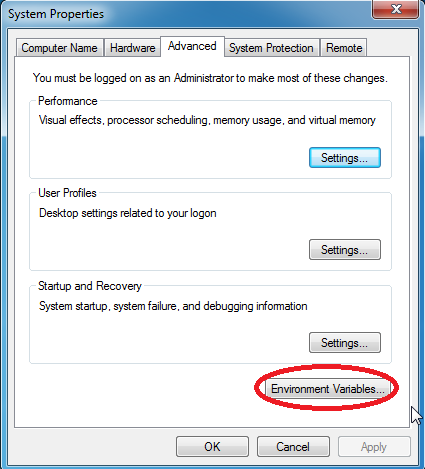 System Properties
Computer Name Hardware Advanced System Protection Remote
You must be logged on as an Administrator to make most of these changes.
Performance
Visual effects, processor scheduling, memory usage, and virtual memory
Settings...
User Profiles
Desktop settings related to your logon
Settings...
Startup and Recovery
System startup, system failure, and debugging information
Settings...
Environment Variables...
OK Cancel Apply